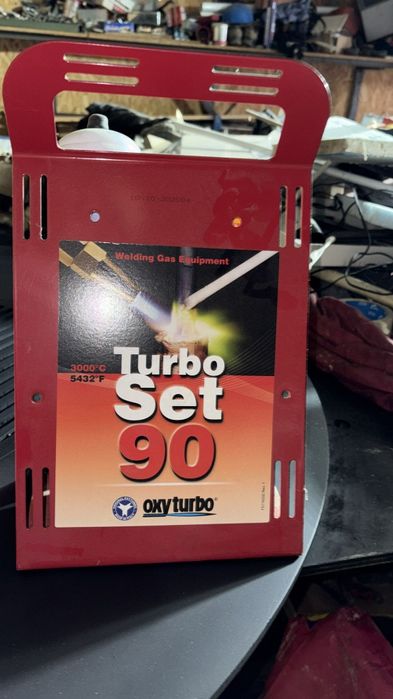 Welding Gas Equipment
3000°C
5432°F
Turbo
Set
90
oxyturbo®